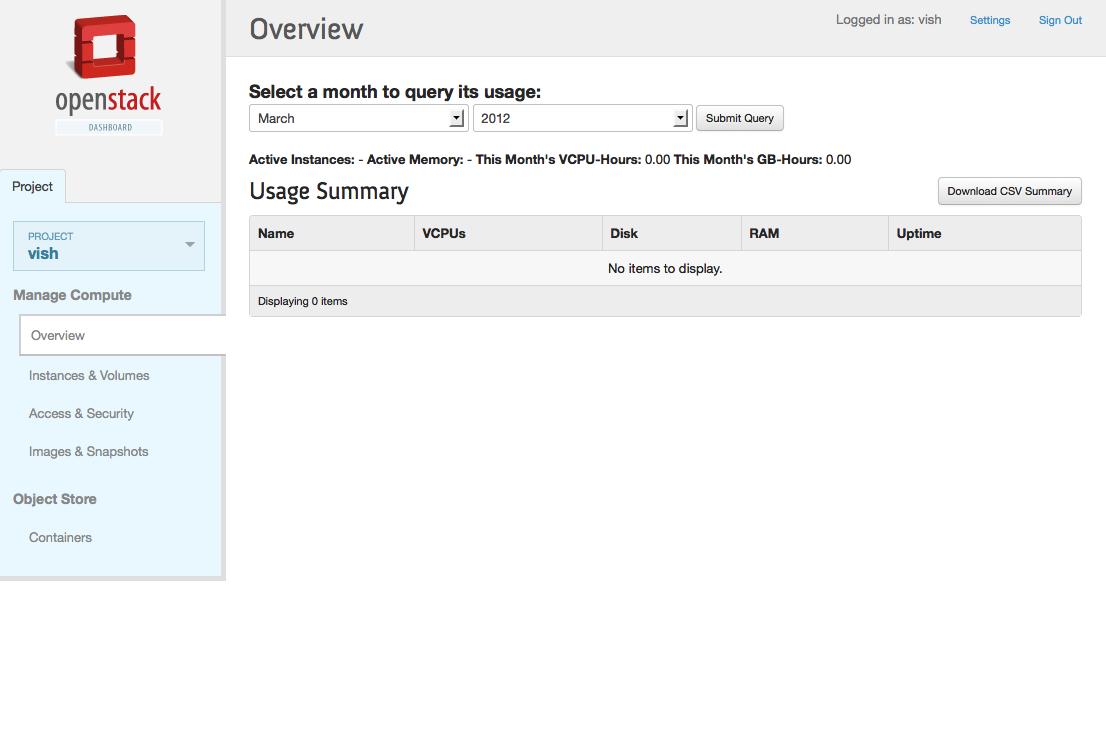 openstack
DASHBOARD
Overview
Logged in as: vish Settings Sign Out
Project
PROJECT
vish
Manage Compute
Overview
Instances & Volumes
Access & Security
Images & Snapshots
Object Store
Containers
Select a month to query its usage:
March 2012 Submit Query
Active Instances: - Active Memory: - This Month's VCPU-Hours: 0.00 This Month's GB-Hours: 0.00
Usage Summary Download CSV Summary
Name VCPUs Disk RAM Uptime
No items to display.
Displaying 0 items